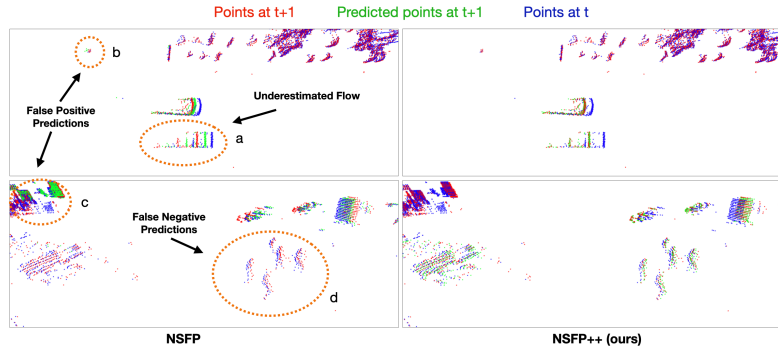 Points at t+1 Predicted points at t+1 Points at t
b
False Positive
Predictions
Underestimated Flow
a
c
False Negative
Predictions
d
NSFP NSFP++ (ours)